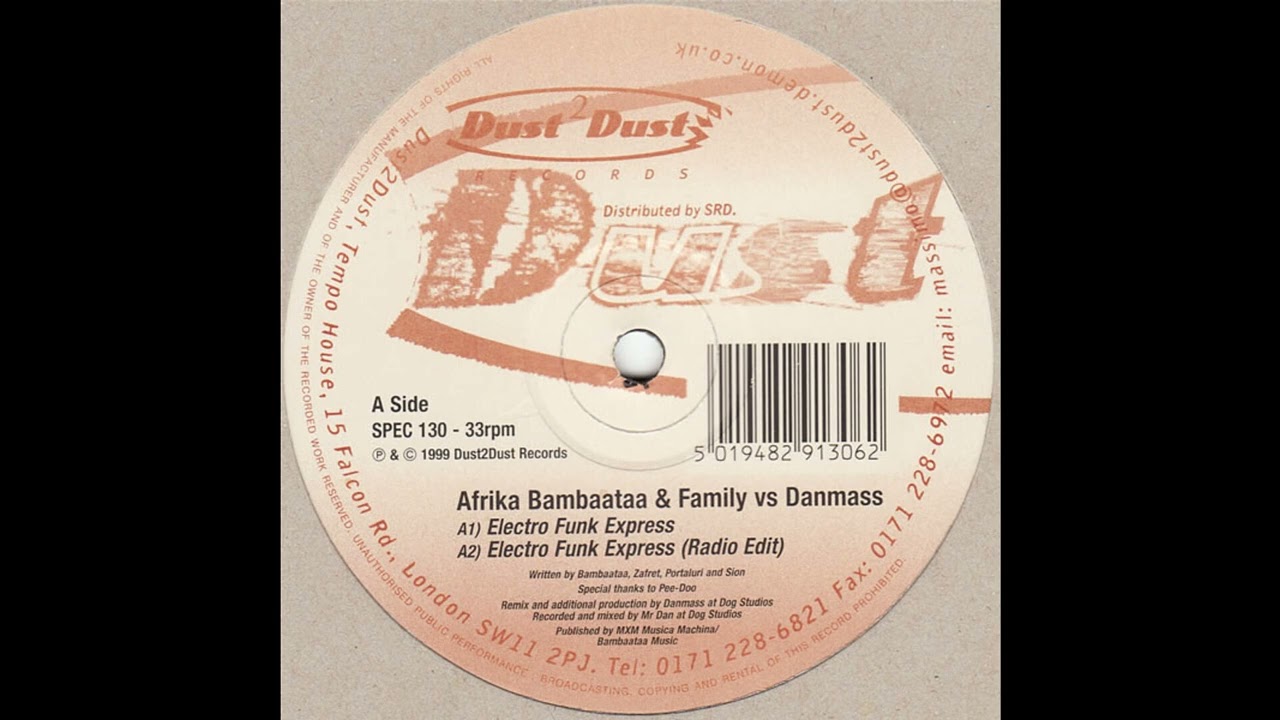 Dust 2 Dust
RECORDS
Distributed by SRD.
Dust
A Side
SPEC 130 - 33rpm
Ⓟ & © 1999 Dust2Dust Records
5 019482 913062
Afrika Bambaataa & Family vs Danmass
A1) Electro Funk Express
A2) Electro Funk Express (Radio Edit)
Written by Bambaataa, Zafret, Portaluri and Sion
Special thanks to Pee-Doo
Remix and additional production by Danmass at Dog Studios
Recorded and mixed by Mr Dan at Dog Studios
Published by MXM Musica Machina/
Bambaataa Music
Dust2Dust, Tempo House, 15 Falcon Rd., London SW11 2PJ. Tel: 0171 228-6821 Fax: 0171 228-6972 email: massimo@dust2dust.demon.co.uk
ALL RIGHTS OF THE MANUFACTURER AND OF THE OWNER OF THE RECORDED WORK RESERVED. UNAUTHORISED PUBLIC PERFORMANCE, BROADCASTING, COPYING AND RENTAL OF THIS RECORD PROHIBITED.